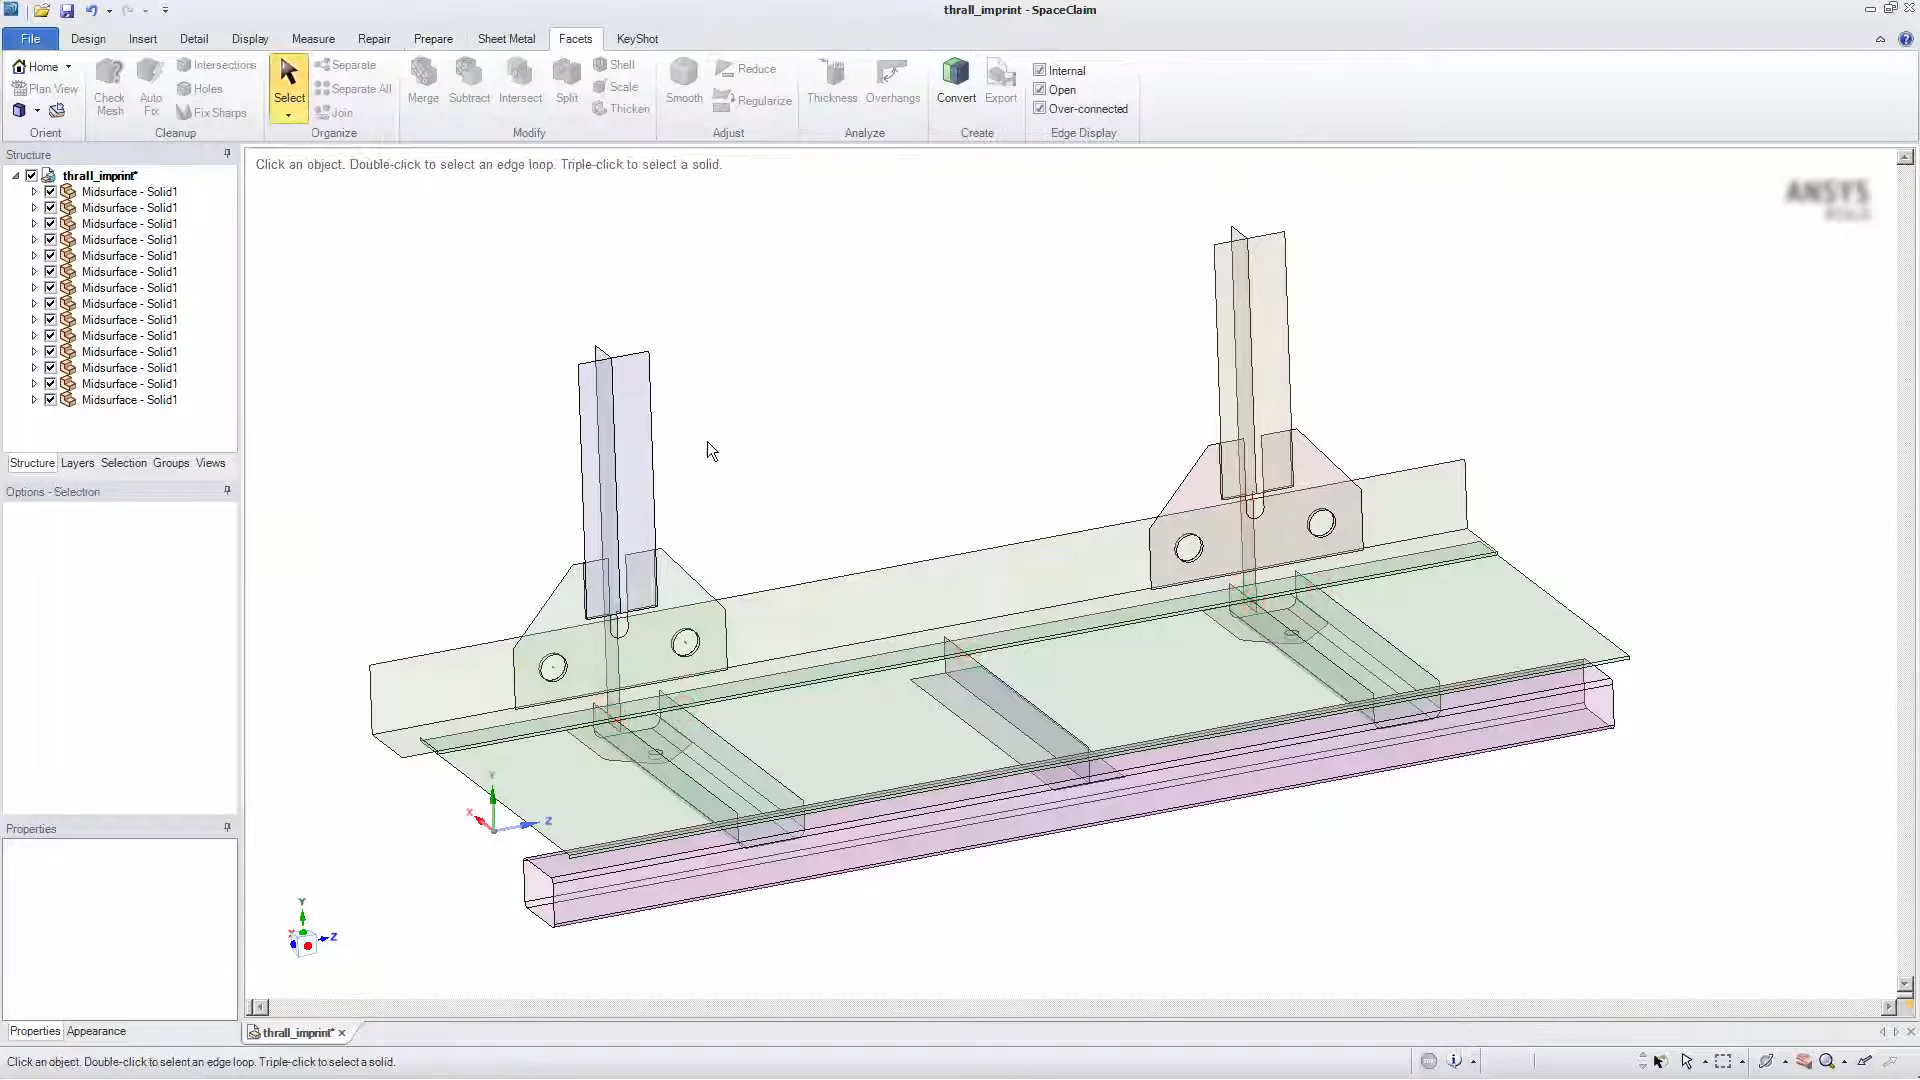 thrall_imprint - SpaceClaim
File Design Insert Detail Display Measure Repair Prepare Sheet Metal Facets KeyShot
Home
Plan View
Orient
Check Mesh
Auto Fix
Intersections
Holes
Fix Sharps
Cleanup
Select
Separate
Separate All
Join
Organize
Merge
Subtract
Intersect
Split
Shell
Scale
Thicken
Modify
Smooth
Reduce
Regularize
Adjust
Thickness
Overhangs
Analyze
Convert
Export
Create
Internal
Open
Over-connected
Edge Display
Structure
thrall_imprint*
Midsurface - Solid1
Midsurface - Solid1
Midsurface - Solid1
Midsurface - Solid1
Midsurface - Solid1
Midsurface - Solid1
Midsurface - Solid1
Midsurface - Solid1
Midsurface - Solid1
Midsurface - Solid1
Midsurface - Solid1
Midsurface - Solid1
Midsurface - Solid1
Midsurface - Solid1
Structure Layers Selection Groups Views
Options - Selection
Properties
Properties Appearance
Click an object. Double-click to select an edge loop. Triple-click to select a solid.
ANSYS
Y
X
Z
Y
X
Z
thrall_imprint*
Click an object. Double-click to select an edge loop. Triple-click to select a solid.